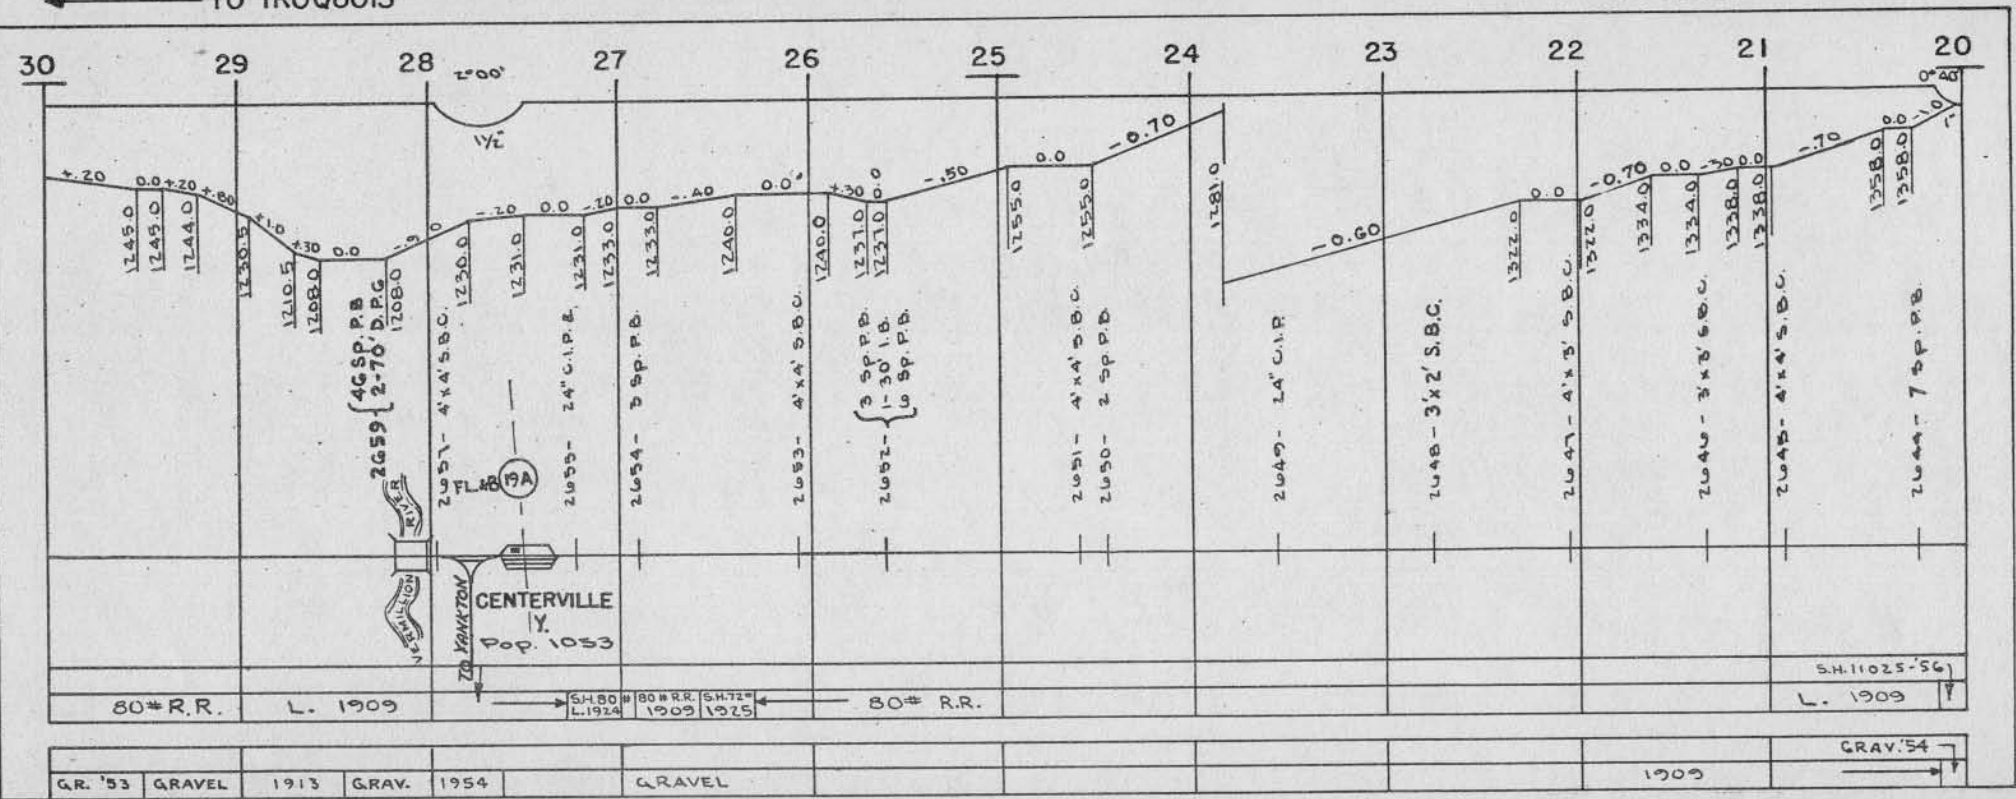 TO IROQUOIS
30 29 28 27 26 25 24 23 22 21 20
2°00'
1½"
+.20 0.0 +.20 +.80 +1.0 +.30 0.0 -.90 -.20 0.0 -.20 0.0 -.40 0.0 +.30 0.0 -.50 0.0 -0.70 -0.60 0.0 -0.70 0.0 -.30 0.0 -.70 0.0 -1.0
1"
1245.0
1245.0
1244.0
1230.5
1210.5
1208.0
1208.0
1230.0
1231.0
1231.0
1233.0
1233.0
1240.0
1240.0
1237.0
1237.0
1255.0
1255.0
1281.0
1322.0
1322.0
1334.0
1334.0
1338.0
1338.0
1358.0
1358.0
2659 { 46 SP. P.B
2-70' D.P.G
2657 - 4'x4' S.B.C.
2655 - 24" C.I.P.
2654 - 3 SP. P.B.
2653 - 4'x4' S.B.C.
2652 - { 3 SP. P.B.
1-30' I.B.
6 SP. P.B.
2651 - 4'x4' S.B.C.
2650 - 2 SP. P.B.
2649 - 24" C.I.P.
2648 - 3'x2' S.B.C.
2647 - 4'x3' S.B.C.
2646 - 3'x3' S.B.C.
2645 - 4'x4' S.B.C.
2644 - 7 SP. P.B.
19A
VERMILLION RIVER
TO YANKTON
CENTERVILLE
Y.
Pop. 1053
S.H. 11025-'56
80# R.R. L. 1909
S.H. 80#
L. 1924
80# R.R.
1909
S.H. 72#
1925
80# R.R.
L. 1909
GRAV. '54
GR. '53 GRAVEL 1913 GRAV. 1954 GRAVEL 1909